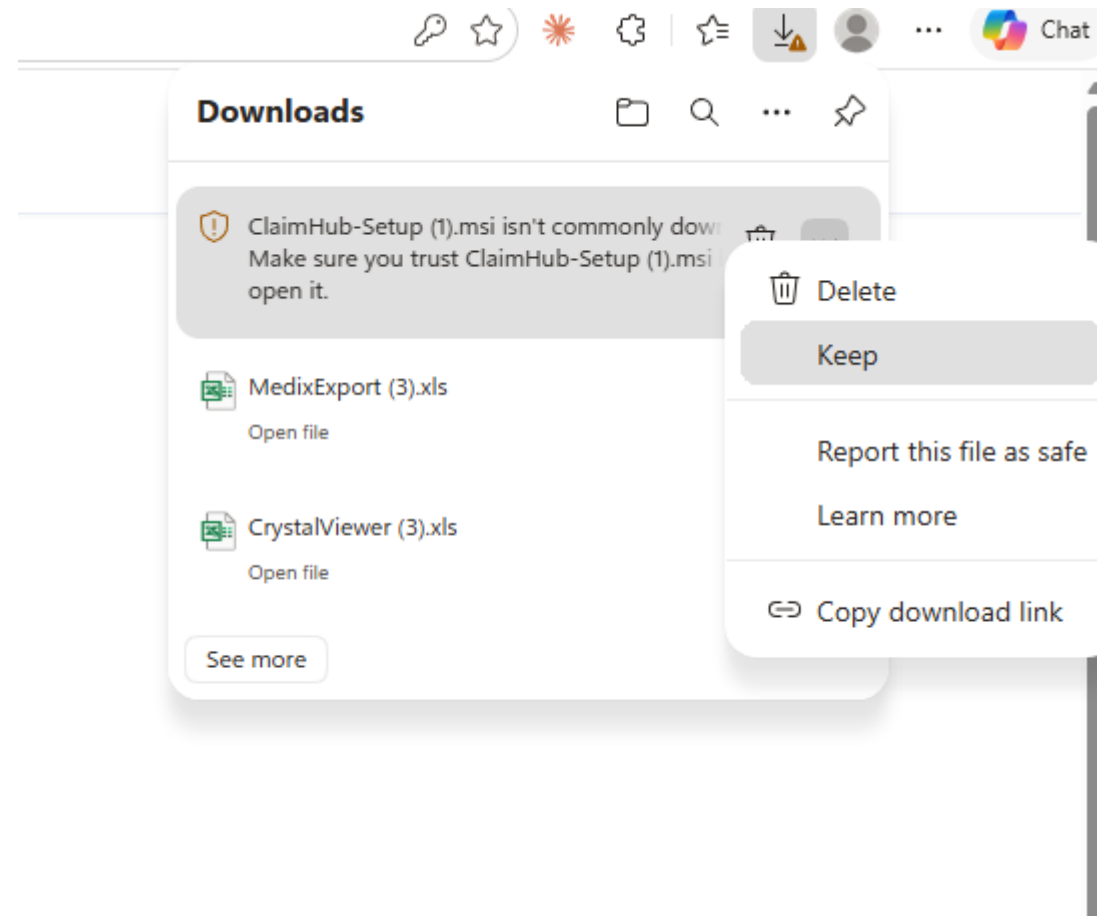 Chat
Downloads
ClaimHub-Setup (1).msi isn't commonly
Make sure you trust ClaimHub-Setup (1).msi
open it.
Delete
Keep
MedixExport (3).xls
Open file
Report this file as safe
Learn more
CrystalViewer (3).xls
Open file
Copy download link
See more